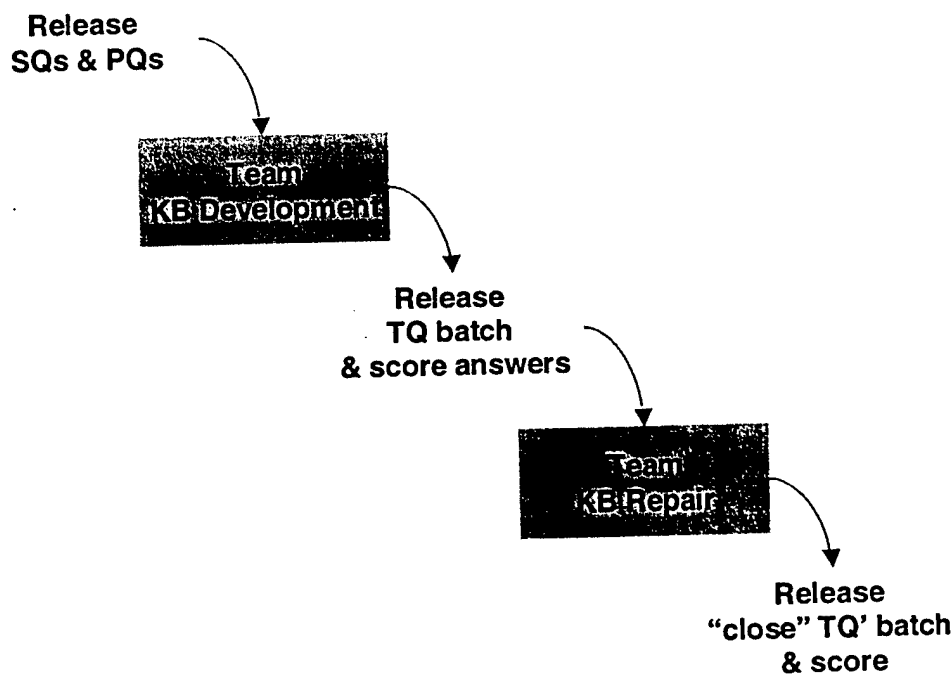 Release
SQs & PQs
Team
KB Development
Release
TQ batch
& score answers
Team
KB Repair
Release
“close” TQ’ batch
& score